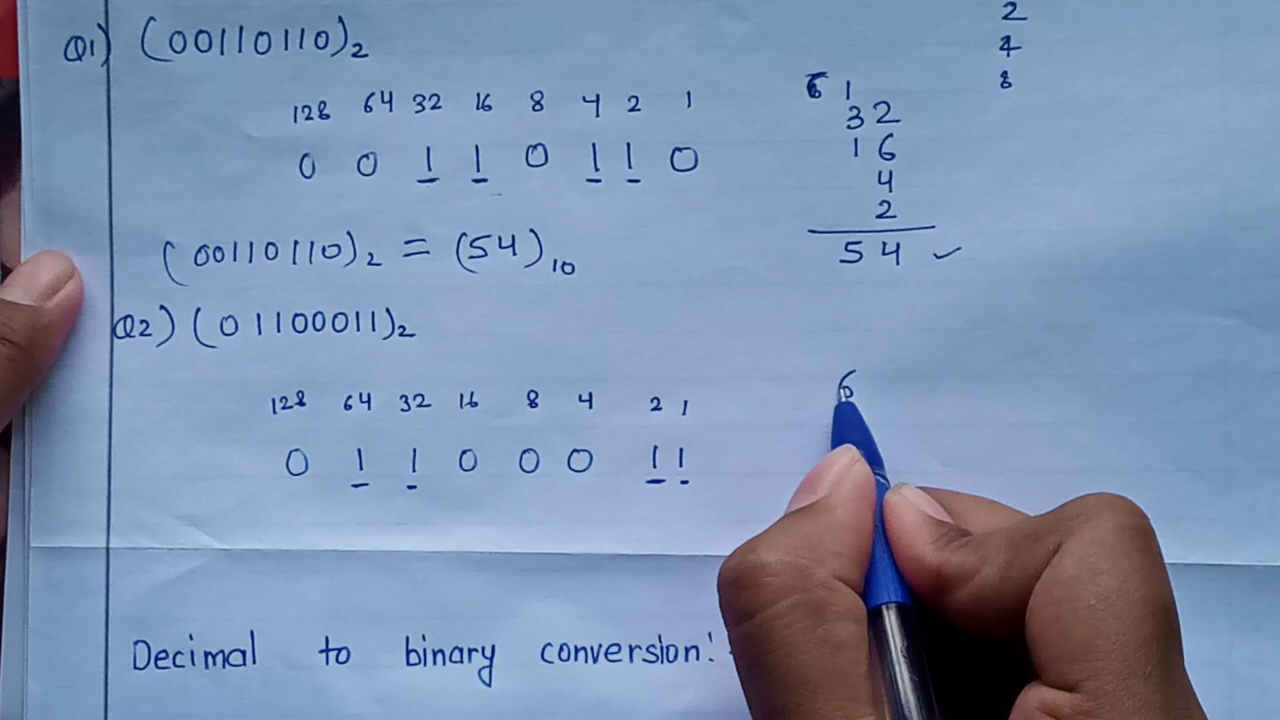 Q1) (00110110)2
128 64 32 16 8 4 2 1
0 0 1 1 0 1 1 0
(00110110)2 = (54)10
2
4
8
1
32
16
4
2
54 ✓
Q2) (01100011)2
128 64 32 16 8 4 2 1
0 1 1 0 0 0 1 1
6
Decimal to binary conversion!